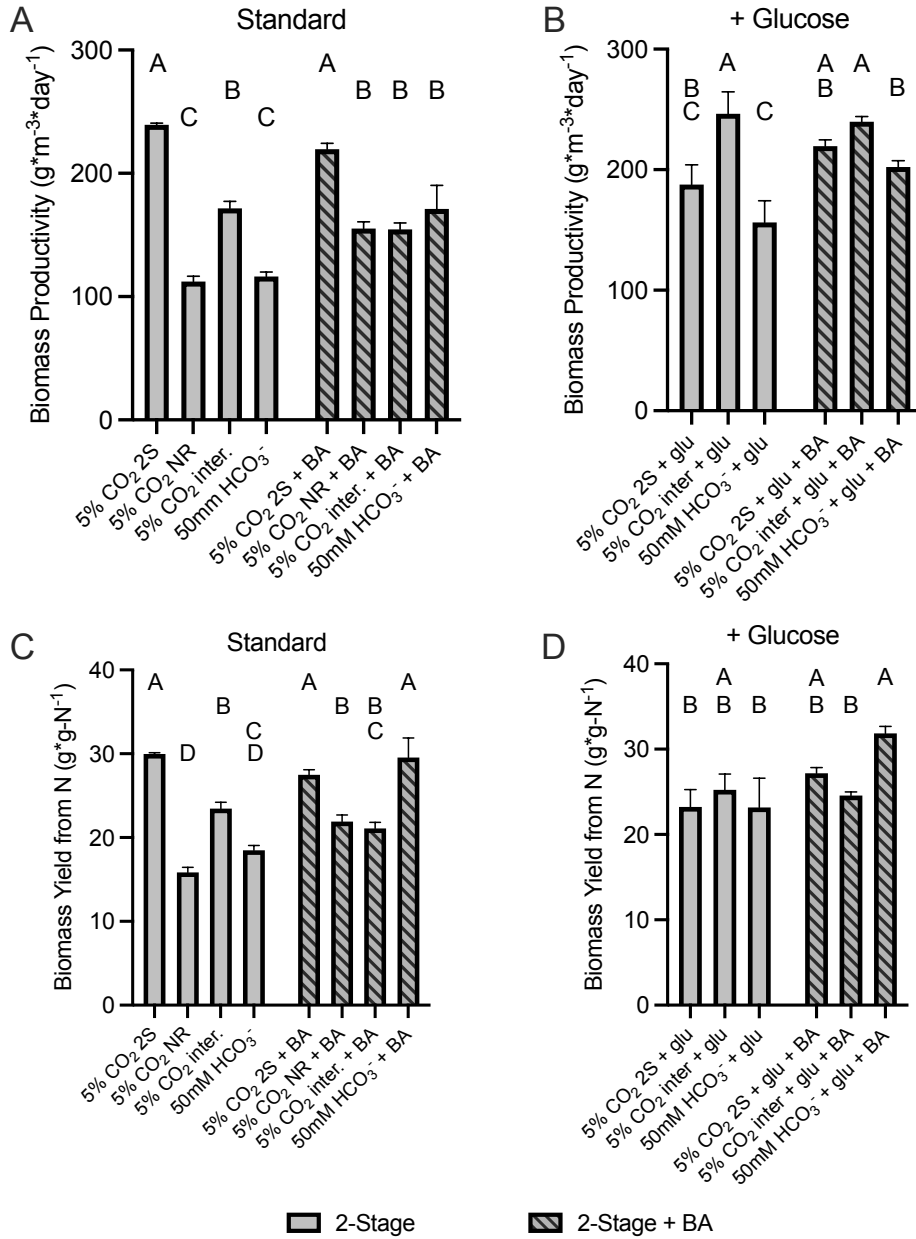 A
Standard
Biomass Productivity (g*m⁻³*day⁻¹)
300
200
100
0
A
C
B
C
A
B
B
B
5% CO₂ 2S
5% CO₂ NR
5% CO₂ inter.
50mm HCO₃⁻
5% CO₂ 2S + BA
5% CO₂ NR + BA
5% CO₂ inter. + BA
50mM HCO₃⁻ + BA
B
+ Glucose
Biomass Productivity (g*m⁻³*day⁻¹)
300
200
100
0
B
C
A
C
A
B
A
B
5% CO₂ 2S + glu
5% CO₂ inter + glu
50mM HCO₃⁻ + glu
5% CO₂ 2S + glu + BA
5% CO₂ inter + glu + BA
50mM HCO₃⁻ + glu + BA
C
Standard
Biomass Yield from N (g*g-N⁻¹)
40
30
20
10
0
A
D
B
C
D
A
B
B
C
A
5% CO₂ 2S
5% CO₂ NR
5% CO₂ inter.
50mM HCO₃⁻
5% CO₂ 2S + BA
5% CO₂ NR + BA
5% CO₂ inter. + BA
50mM HCO₃⁻ + BA
D
+ Glucose
Biomass Yield from N (g*g-N⁻¹)
40
30
20
10
0
B
A
B
B
A
B
B
A
5% CO₂ 2S + glu
5% CO₂ inter + glu
50mM HCO₃⁻ + glu
5% CO₂ 2S + glu + BA
5% CO₂ inter + glu + BA
50mM HCO₃⁻ + glu + BA
2-Stage
2-Stage + BA